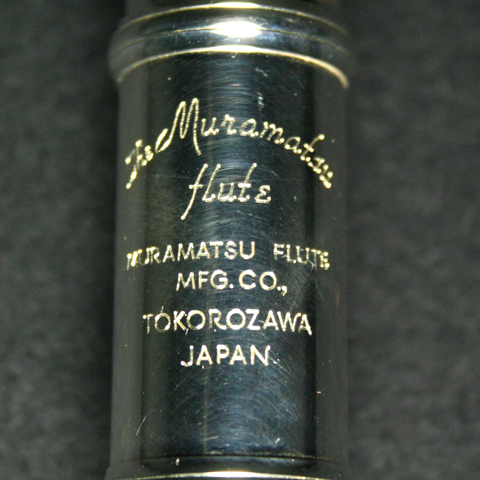 The Muramatsu
flute
MURAMATSU FLUTE
MFG. CO.,
TOKOROZAWA
JAPAN